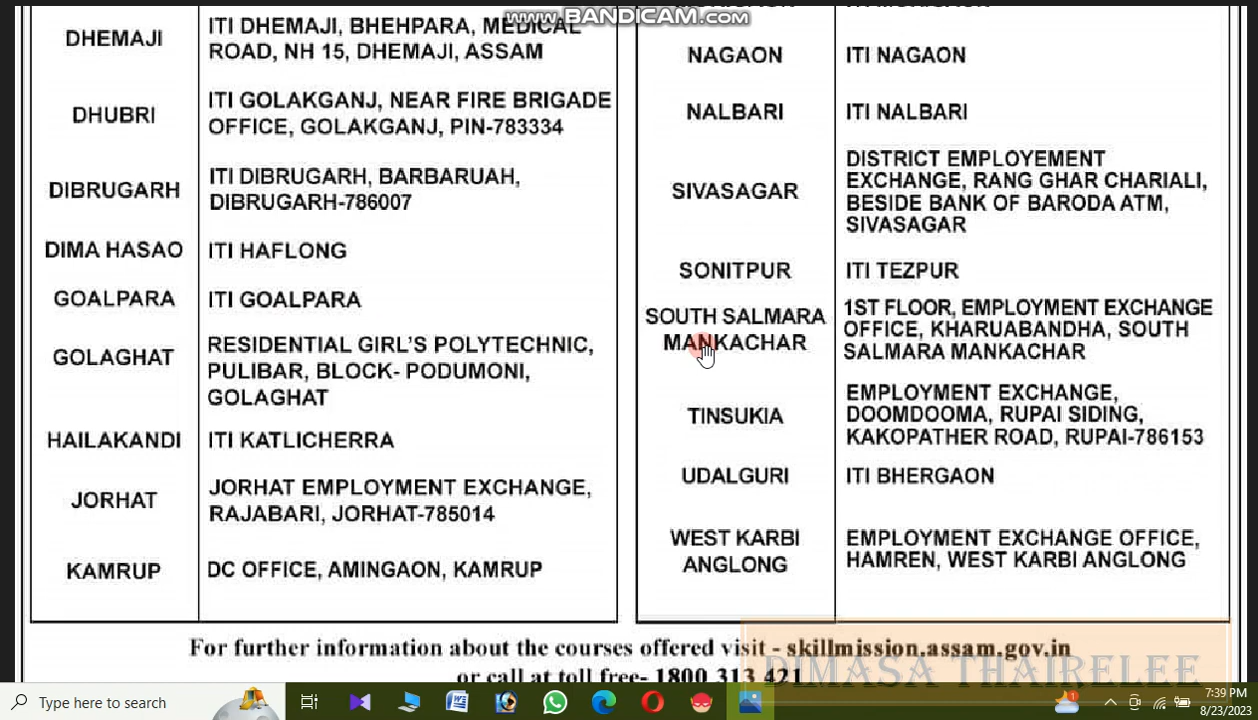 www.BANDICAM.com
DHEMAJI
ITI DHEMAJI, BHEHPARA, MEDICAL
ROAD, NH 15, DHEMAJI, ASSAM
DHUBRI
ITI GOLAKGANJ, NEAR FIRE BRIGADE
OFFICE, GOLAKGANJ, PIN-783334
DIBRUGARH
ITI DIBRUGARH, BARBARUAH,
DIBRUGARH-786007
DIMA HASAO
ITI HAFLONG
GOALPARA
ITI GOALPARA
GOLAGHAT
RESIDENTIAL GIRL'S POLYTECHNIC,
PULIBAR, BLOCK- PODUMONI,
GOLAGHAT
HAILAKANDI
ITI KATLICHERRA
JORHAT
JORHAT EMPLOYMENT EXCHANGE,
RAJABARI, JORHAT-785014
KAMRUP
DC OFFICE, AMINGAON, KAMRUP
NAGAON
ITI NAGAON
NALBARI
ITI NALBARI
SIVASAGAR
DISTRICT EMPLOYEMENT
EXCHANGE, RANG GHAR CHARIALI,
BESIDE BANK OF BARODA ATM,
SIVASAGAR
SONITPUR
ITI TEZPUR
SOUTH SALMARA
MANKACHAR
1ST FLOOR, EMPLOYMENT EXCHANGE
OFFICE, KHARUABANDHA, SOUTH
SALMARA MANKACHAR
TINSUKIA
EMPLOYMENT EXCHANGE,
DOOMDOOMA, RUPAI SIDING,
KAKOPATHER ROAD, RUPAI-786153
UDALGURI
ITI BHERGAON
WEST KARBI
ANGLONG
EMPLOYMENT EXCHANGE OFFICE,
HAMREN, WEST KARBI ANGLONG
For further information about the courses offered visit - skillmission.assam.gov.in
or call at toll free- 1800 313 421
DIMASA THAIRELEE
Type here to search
7:39 PM
8/23/2023